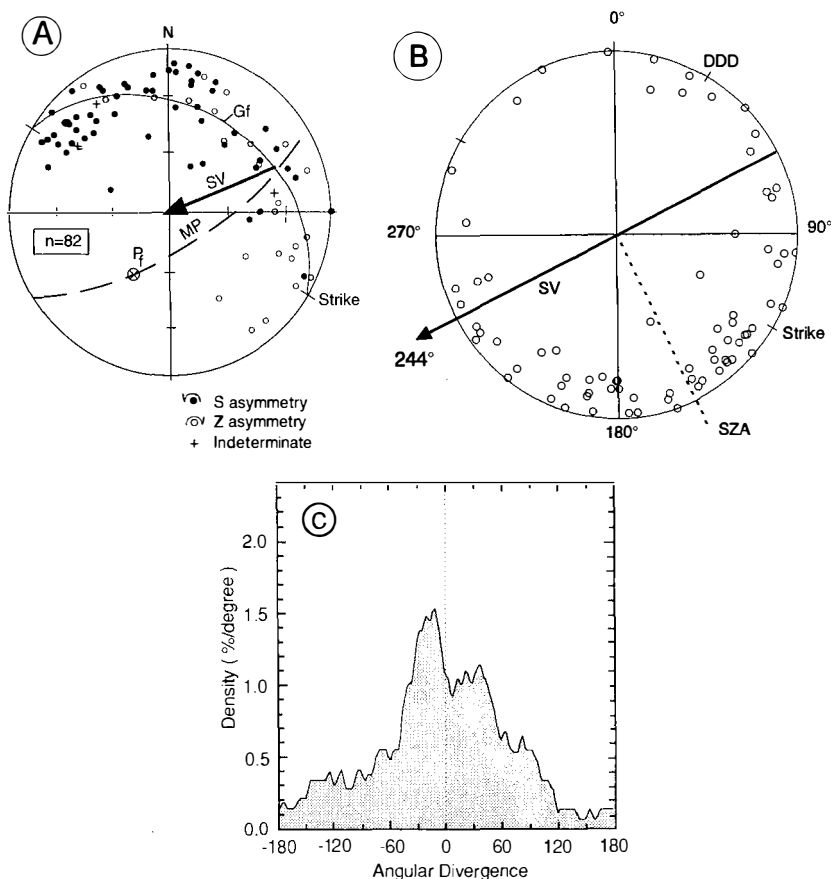 A
N
Gf
SV
MP
n=82
Pf
Strike
S asymmetry
Z asymmetry
+ Indeterminate
B
0°
DDD
270°
90°
SV
Strike
244°
180°
SZA
C
2.0
1.5
1.0
0.5
0.0
Density ( %/degree )
-180 -120 -60 0 60 120 180
Angular Divergence